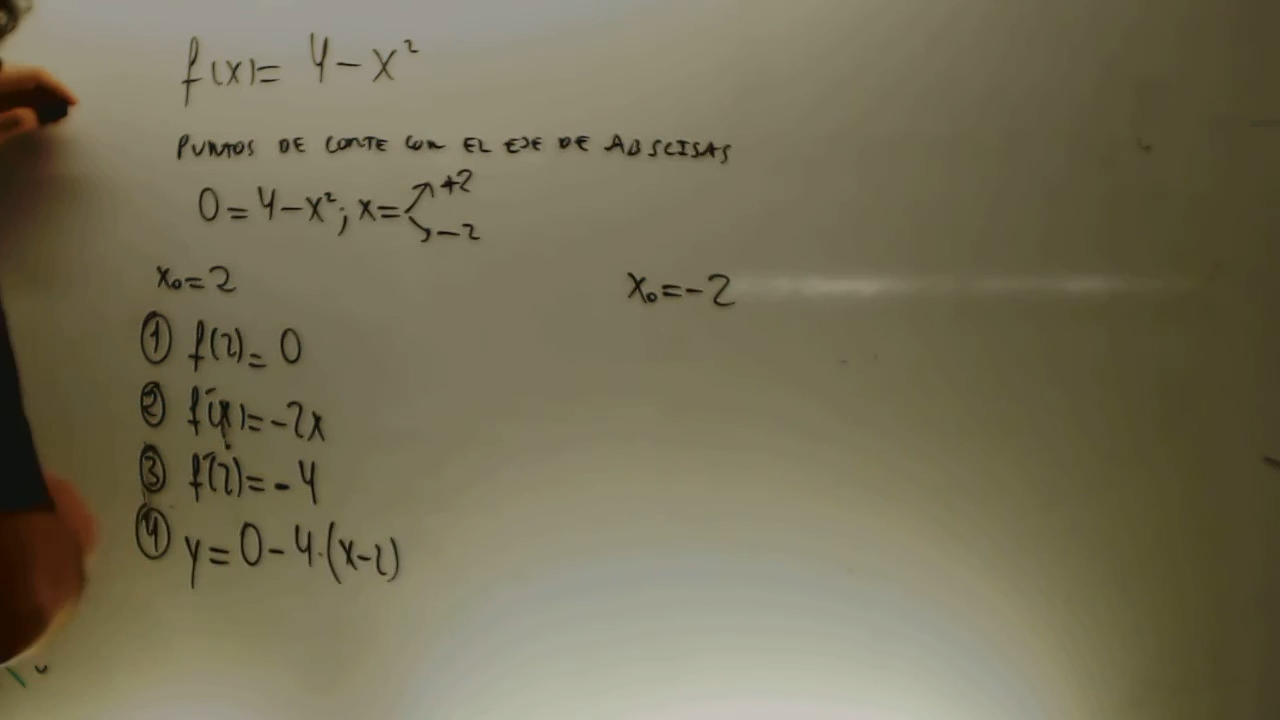 f(x)= 4-x²
PUNTOS DE CORTE CON EL EJE DE ABSCISAS
0=4-x²; x= +2
-2
x₀=2
① f(2)=0
② f'(x)=-2x
③ f'(2)=-4
④ y=0-4·(x-2)
x₀=-2